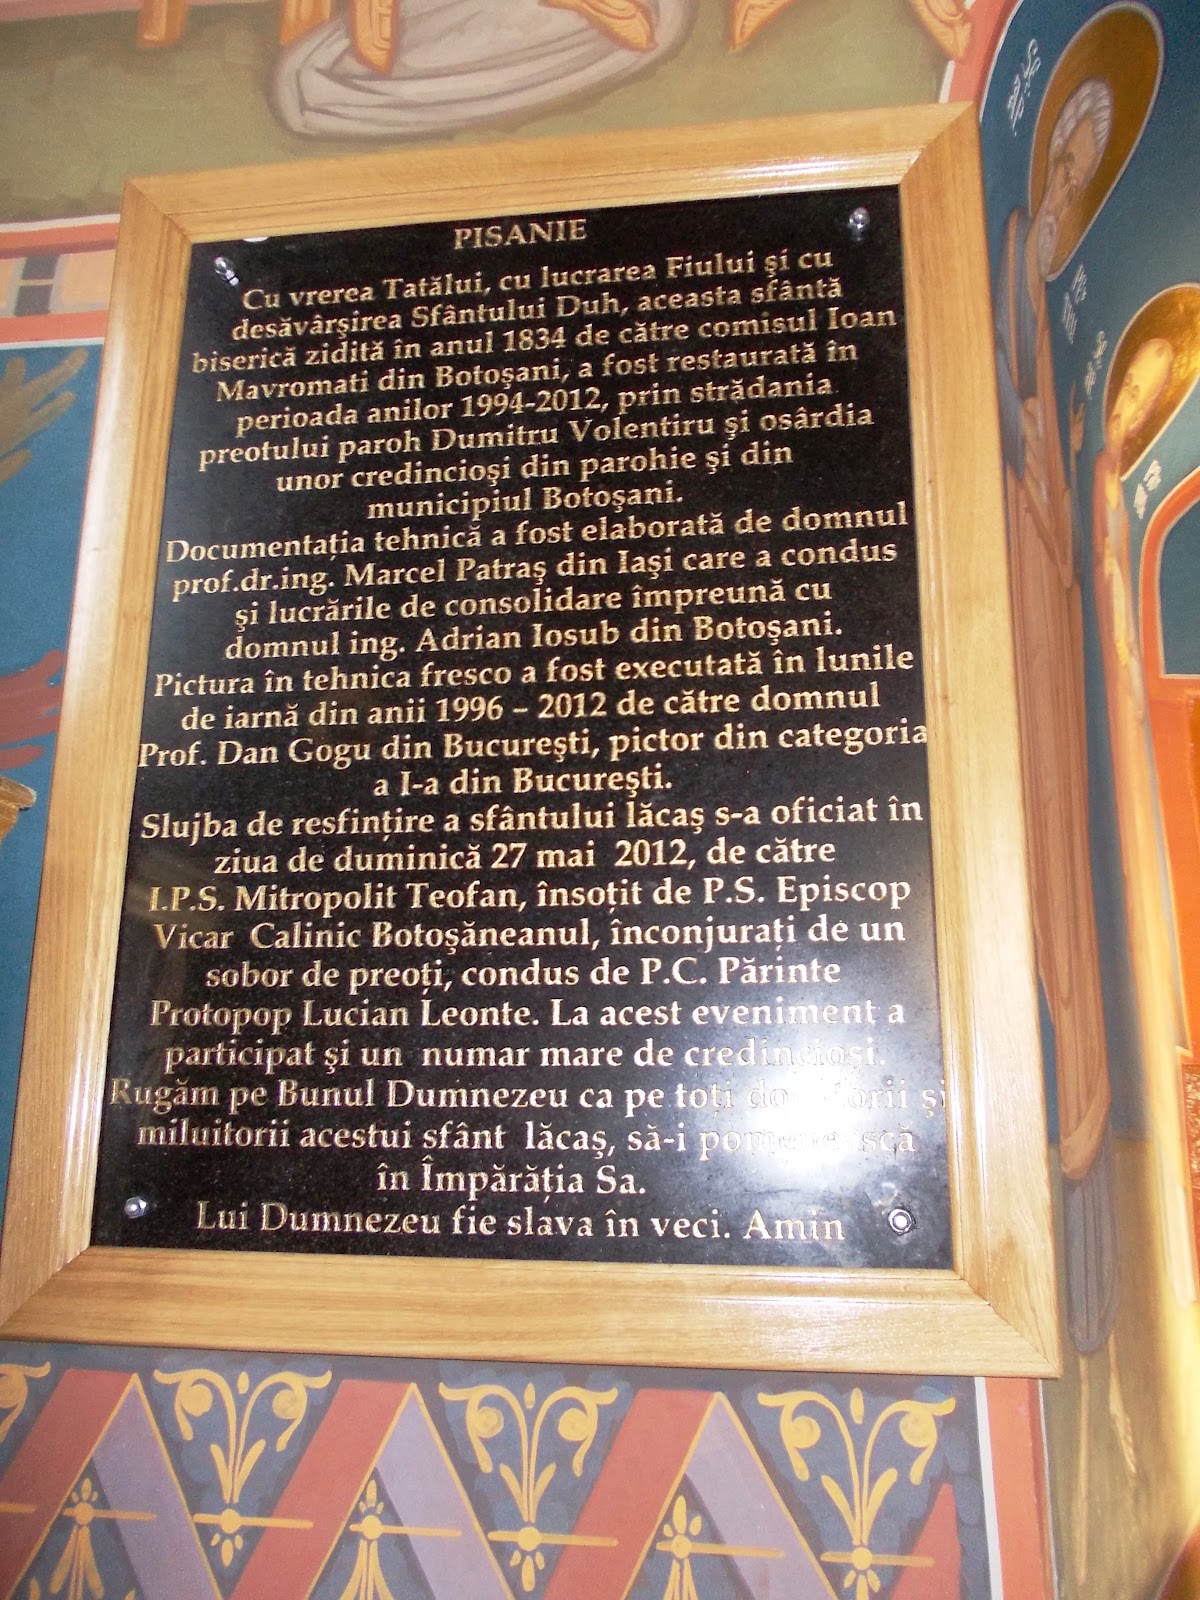 PISANIE
Cu vrerea Tatălui, cu lucrarea Fiului şi cu
desăvârşirea Sfântului Duh, aceasta sfântă
biserică zidită în anul 1834 de către comisul Ioan
Mavromati din Botoşani, a fost restaurată în
perioada anilor 1994-2012, prin strădania
preotului paroh Dumitru Volentiru şi osârdia
unor credincioşi din parohie şi din
municipiul Botoşani.
Documentaţia tehnică a fost elaborată de domnul
prof.dr.ing. Marcel Patraş din Iaşi care a condus
şi lucrările de consolidare împreună cu
domnul ing. Adrian Iosub din Botoşani.
Pictura în tehnica fresco a fost executată în lunile
de iarnă din anii 1996 – 2012 de către domnul
Prof. Dan Gogu din Bucureşti, pictor din categoria
a I-a din Bucureşti.
Slujba de resfinţire a sfântului lăcaş s-a oficiat în
ziua de duminică 27 mai 2012, de către
I.P.S. Mitropolit Teofan, însoţit de P.S. Episcop
Vicar Calinic Botoşăneanul, înconjuraţi de un
sobor de preoţi, condus de P.C. Părinte
Protopop Lucian Leonte. La acest eveniment a
participat şi un numar mare de credincioşi.
Rugăm pe Bunul Dumnezeu ca pe toţi şi
miluitorii acestui sfânt lăcaş, să-i
în Împărăţia Sa.
Lui Dumnezeu fie slava în veci. Amin